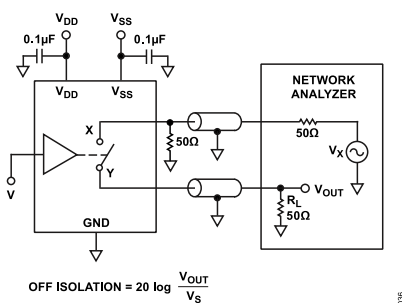 VDD
VSS
0.1µF
0.1µF
VDD
VSS
NETWORK
ANALYZER
X
50Ω
50Ω
VX
Y
VOUT
V
RL
50Ω
GND
OFF ISOLATION = 20 log VOUT
VS